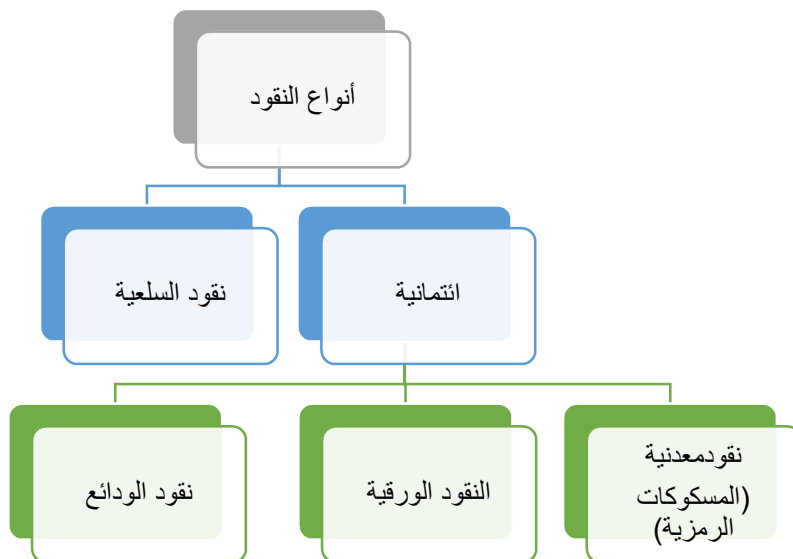 أنواع النقود
ائتمانية
نقود السلعية
نقودمعدنية
(المسكوكات
الرمزية)
النقود الورقية
نقود الودائع